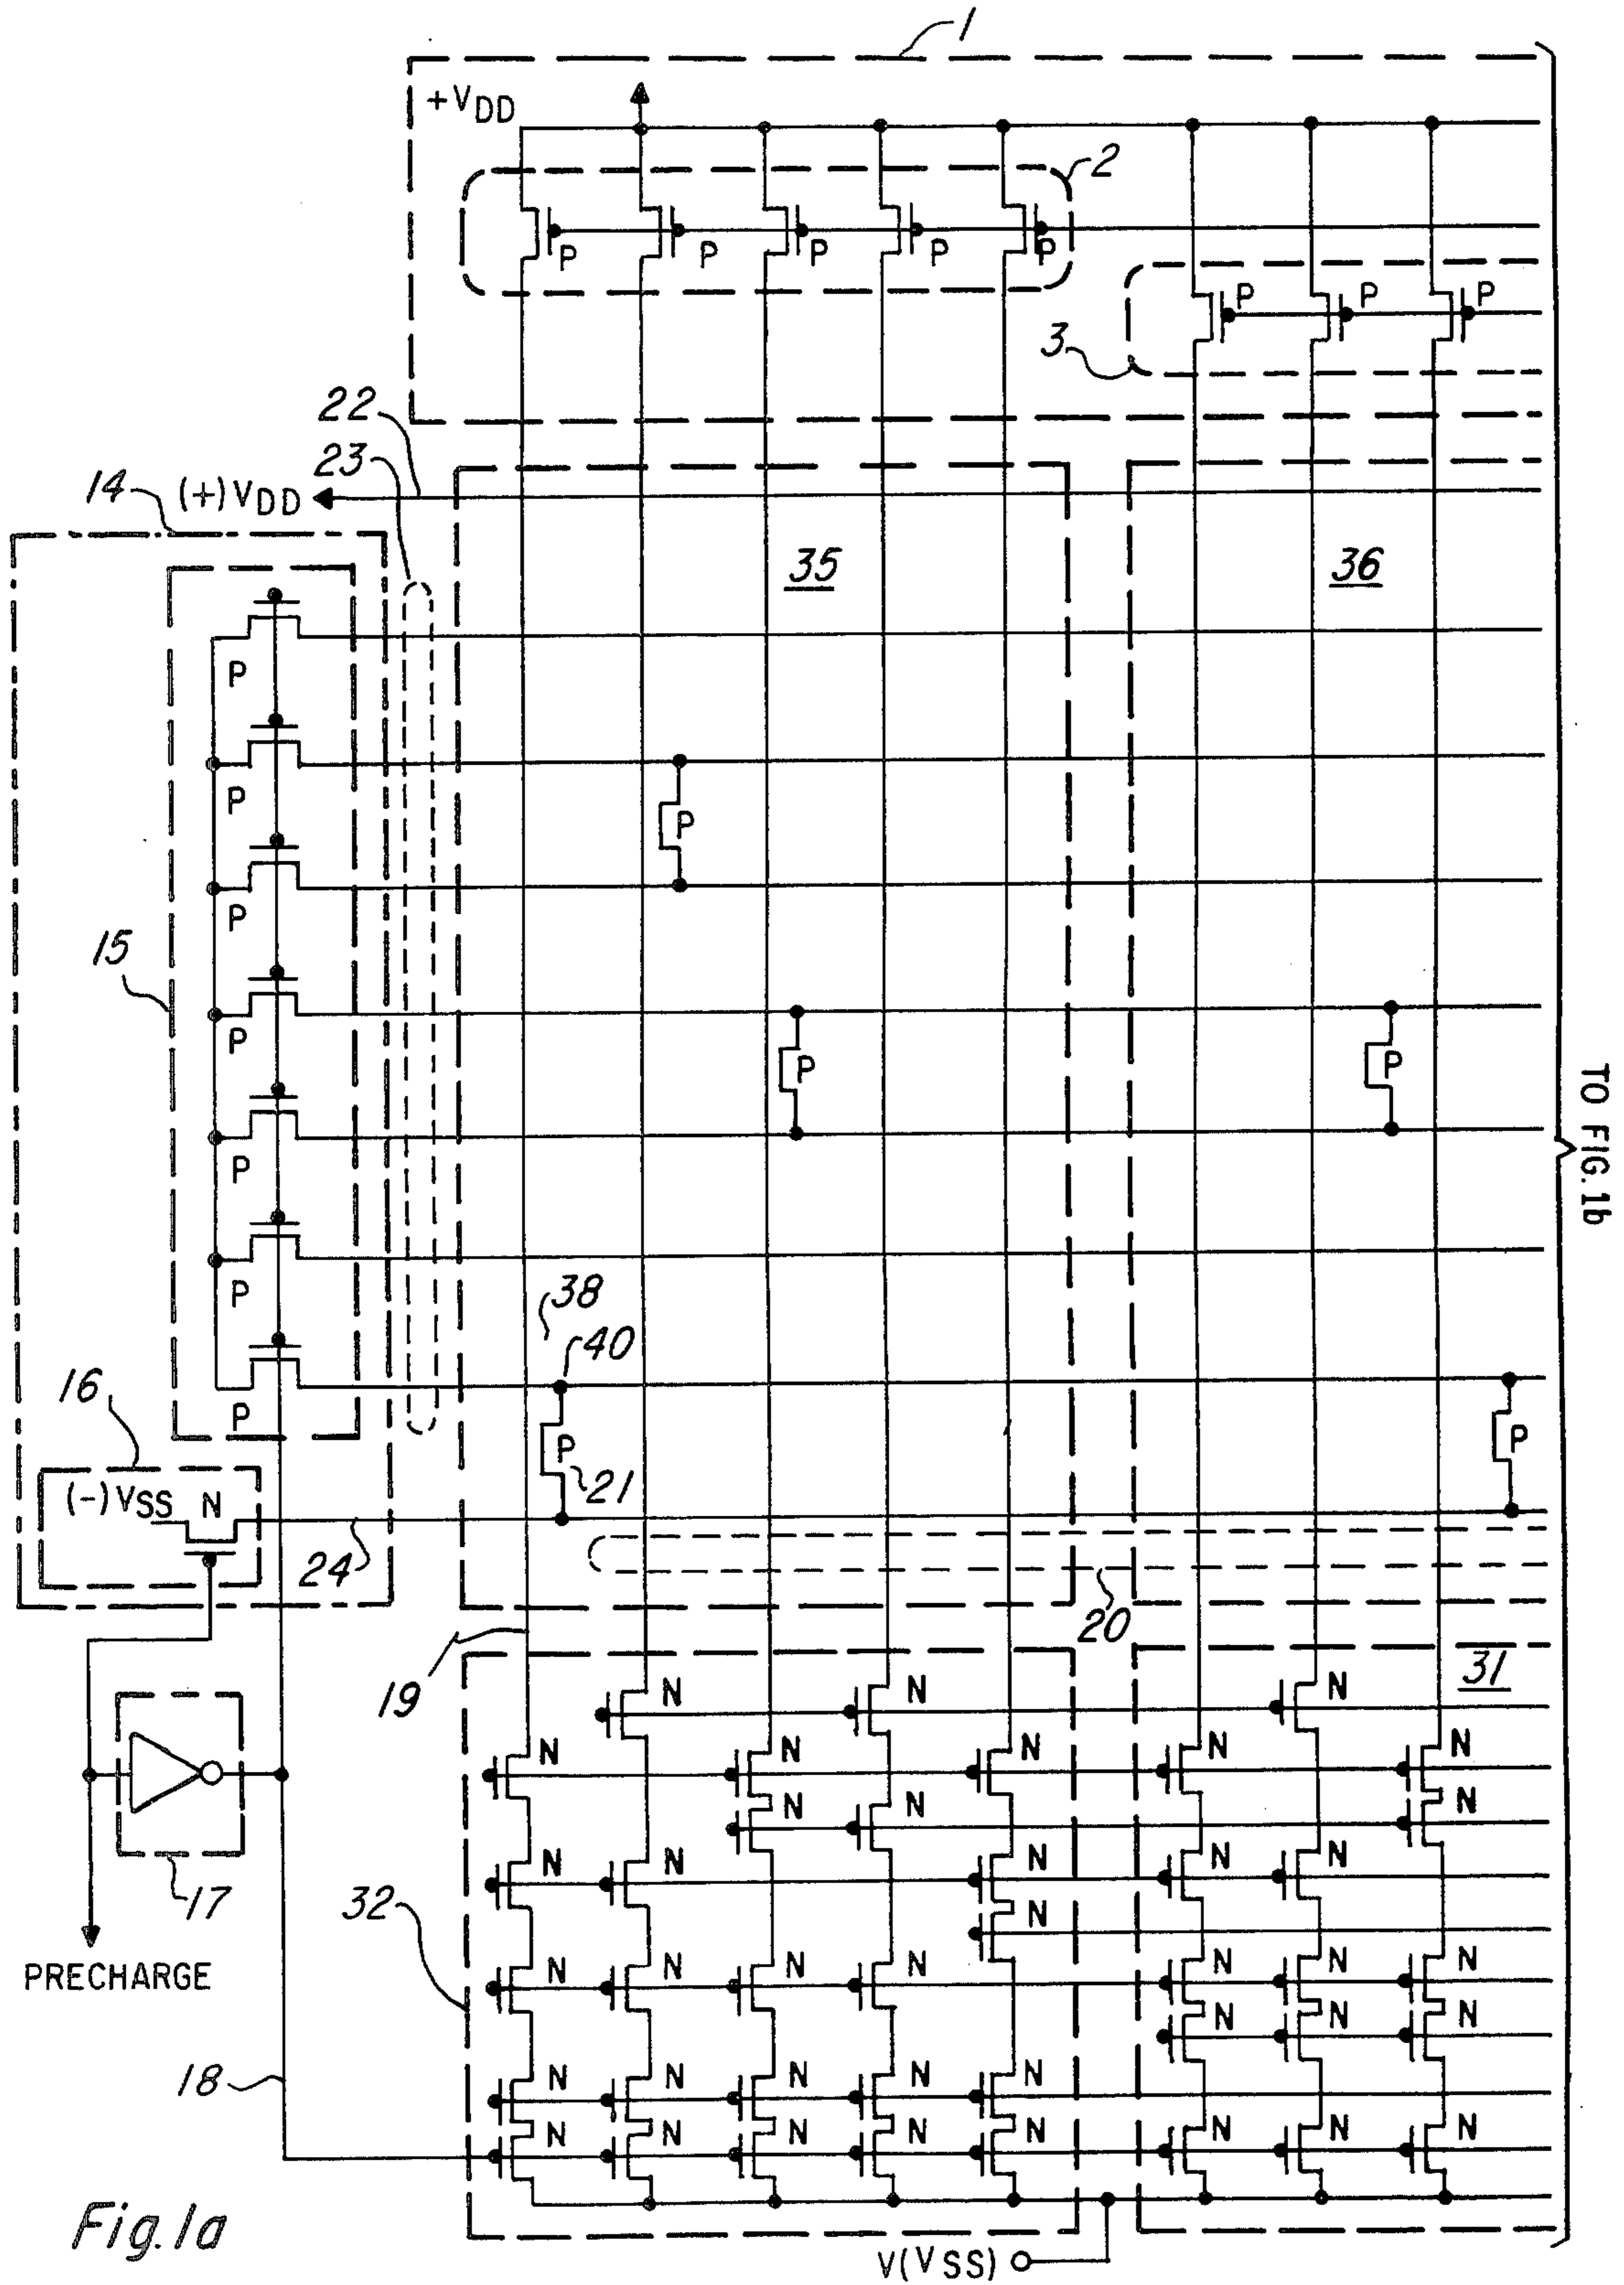 1
+VDD
2
P P P P P
P P P
3
22
23
14
(+)VDD
35
36
P
P
P
P
15
P
P
P
P
TO FIG.1b
P
P
38
40
P
16
P
21
P
(-)VSS N
24
20
19
31
N N N
N N N N N
N N N
N N N N N
17
32
N
PRECHARGE
N N N N N N N
N N N
18
N N N N N
N N N N N N N N
Fig.1a
V(VSS)